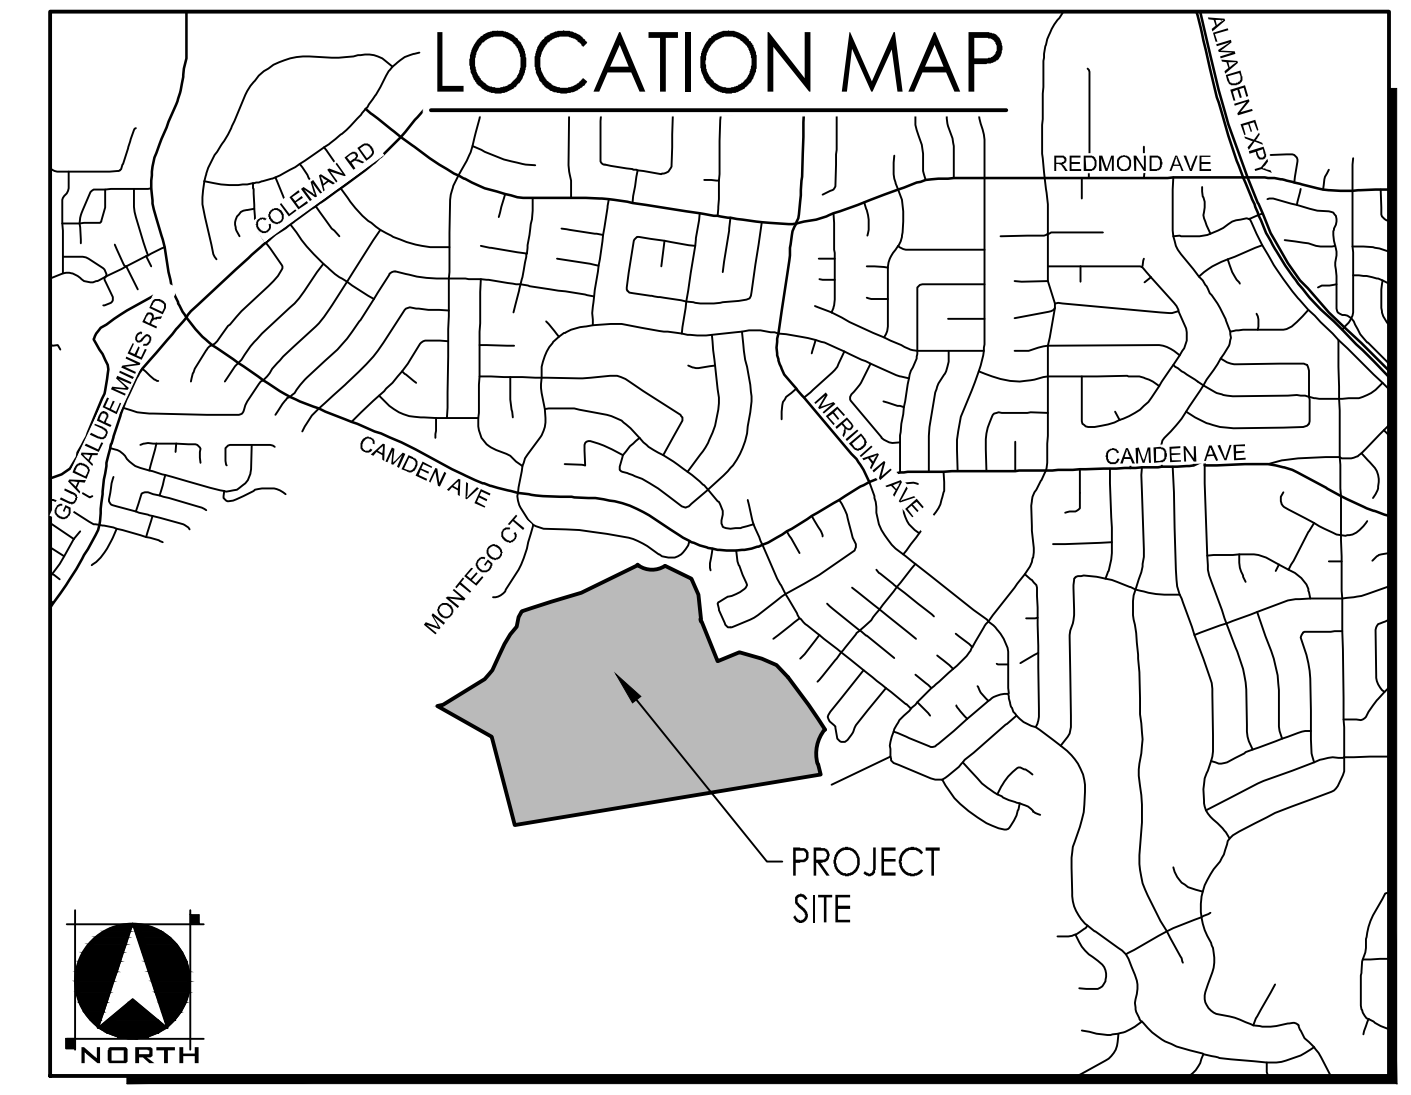 LOCATION MAP
ALMADEN EXPY
REDMOND AVE
COLEMAN RD
GUADALUPE MINES RD
MERIDIAN AVE
CAMDEN AVE
CAMDEN AVE
MONTEGO CT
PROJECT
SITE
NORTH